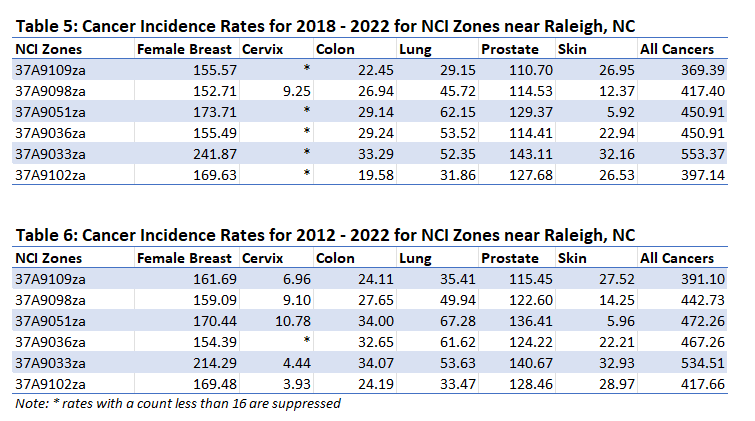 Table 5: Cancer Incidence Rates for 2018 - 2022 for NCI Zones near Raleigh, NC
NCI Zones Female Breast Cervix Colon Lung Prostate Skin All Cancers
37A9109za 155.57 * 22.45 29.15 110.70 26.95 369.39
37A9098za 152.71 9.25 26.94 45.72 114.53 12.37 417.40
37A9051za 173.71 * 29.14 62.15 129.37 5.92 450.91
37A9036za 155.49 * 29.24 53.52 114.41 22.94 450.91
37A9033za 241.87 * 33.29 52.35 143.11 32.16 553.37
37A9102za 169.63 * 19.58 31.86 127.68 26.53 397.14
Table 6: Cancer Incidence Rates for 2012 - 2022 for NCI Zones near Raleigh, NC
NCI Zones Female Breast Cervix Colon Lung Prostate Skin All Cancers
37A9109za 161.69 6.96 24.11 35.41 115.45 27.52 391.10
37A9098za 159.09 9.10 27.65 49.94 122.60 14.25 442.73
37A9051za 170.44 10.78 34.00 67.28 136.41 5.96 472.26
37A9036za 154.39 * 32.65 61.62 124.22 22.21 467.26
37A9033za 214.29 4.44 34.07 53.63 140.67 32.93 534.51
37A9102za 169.48 3.93 24.19 33.47 128.46 28.97 417.66
Note: * rates with a count less than 16 are suppressed